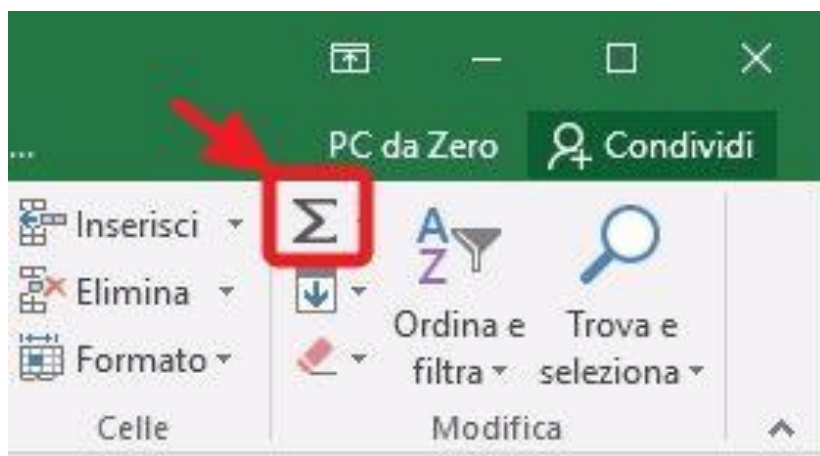 ...
PC da Zero
Condividi
Inserisci
Σ
Elimina
Formato
A
Z
Ordina e
filtra
Trova e
seleziona
Celle
Modifica